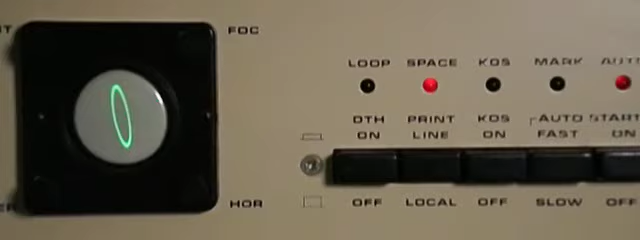 FOC
LOOP SPACE KOS MARK
DTH PRINT KOS AUTO START
ON LINE ON FAST ON
HOR OFF LOCAL OFF SLOW OFF